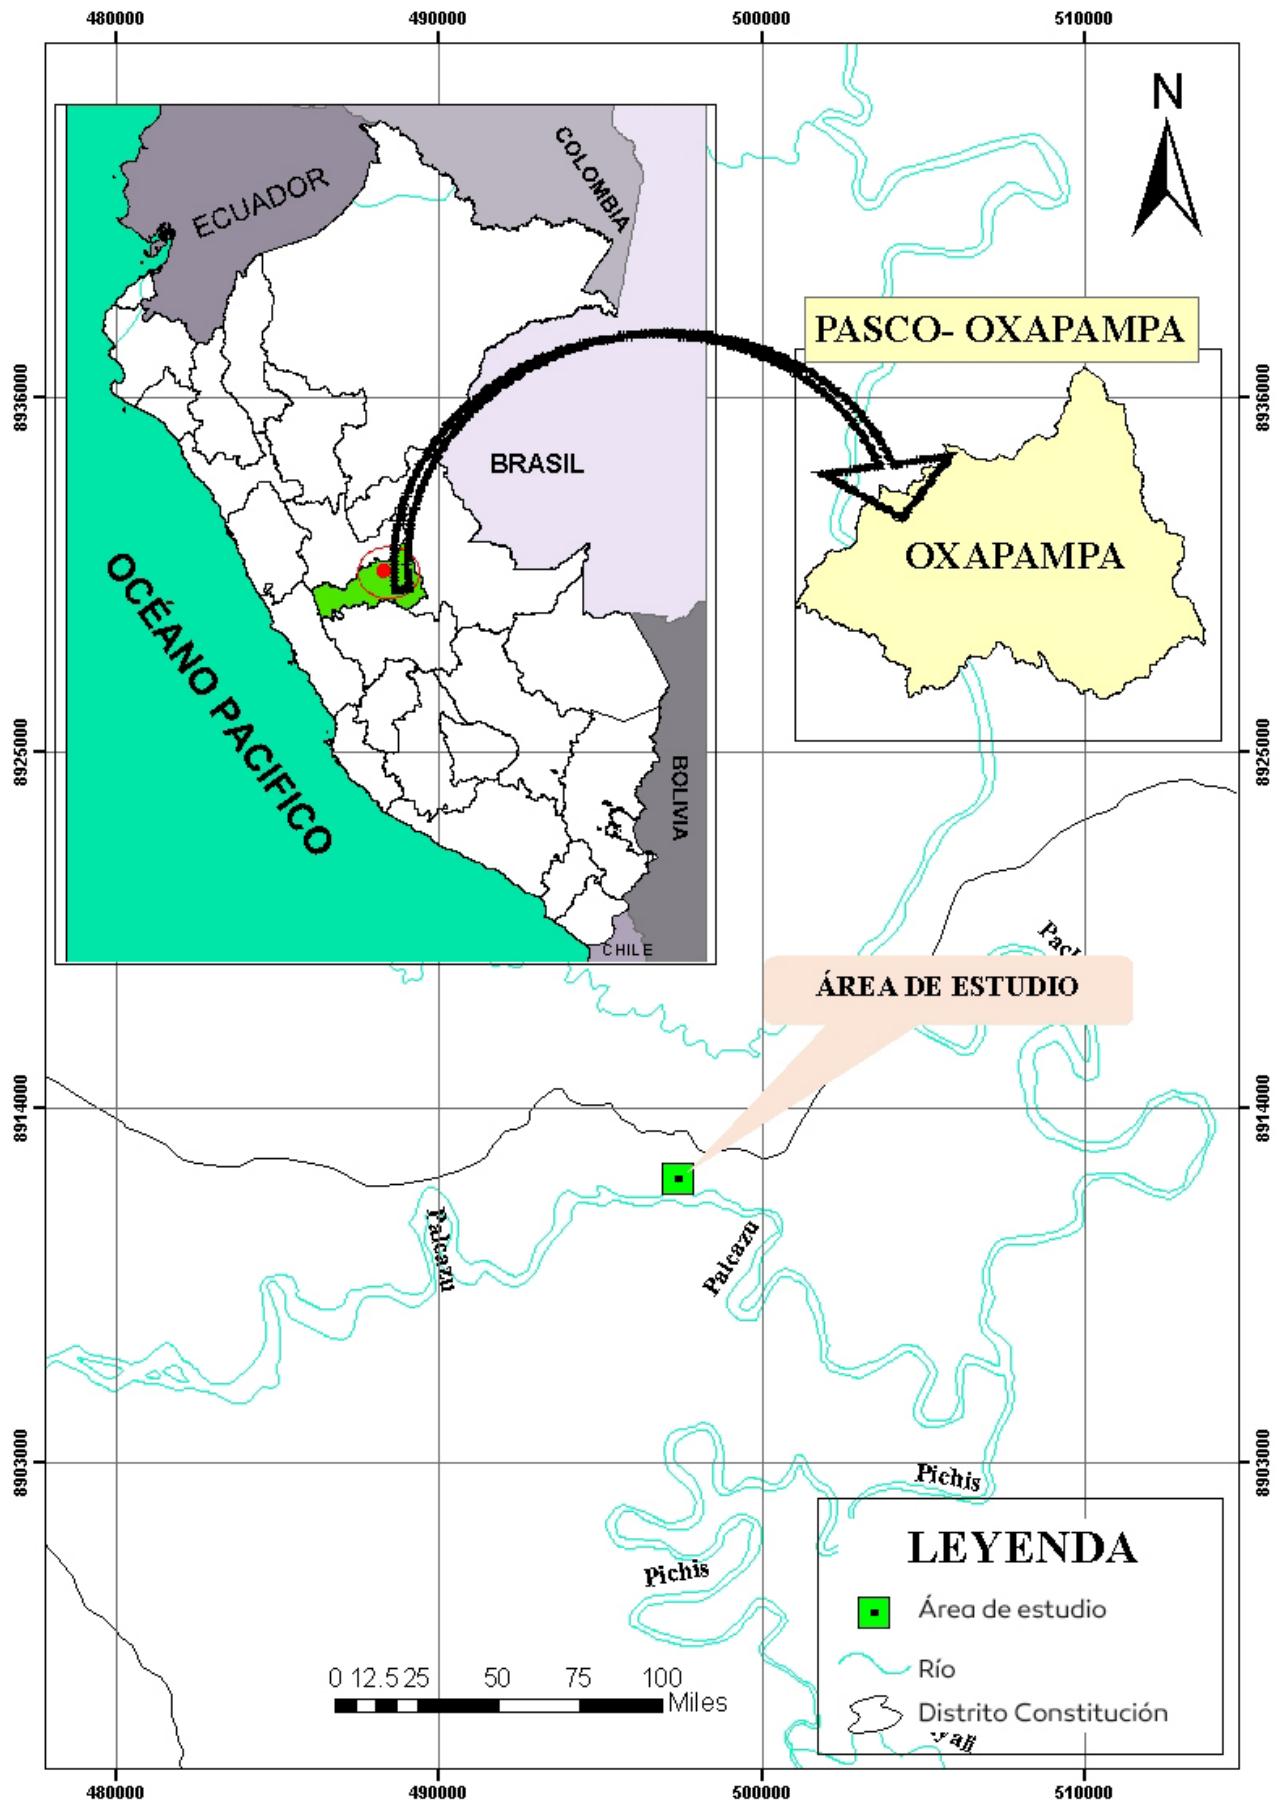 480000 490000 500000 510000
N
COLOMBIA
ECUADOR
PASCO- OXAPAMPA
8936000 8936000
BRASIL
OXAPAMPA
OCÉANO PACIFICO
8925000 8925000
BOLIVIA
CHILE
ÁREA DE ESTUDIO
8914000 8914000
Palcazu
Palcazu
8903000 8903000
Pichis
Pichis
LEYENDA
Área de estudio
Río
Distrito Constitución
0 12.5 25 50 75 100
Miles
480000 490000 500000 510000